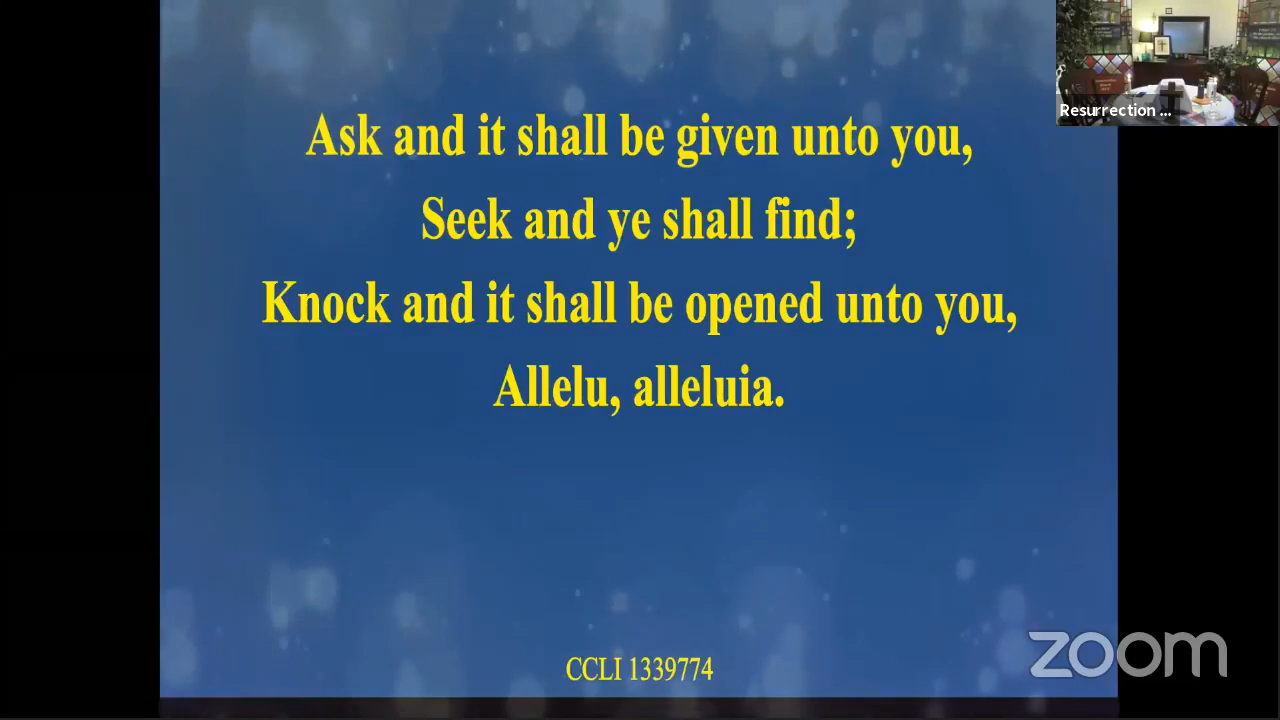 Ask and it shall be given unto you,
Seek and ye shall find;
Knock and it shall be opened unto you,
Allelu, alleluia.
CCLI 1339774
Resurrection ...
zoom